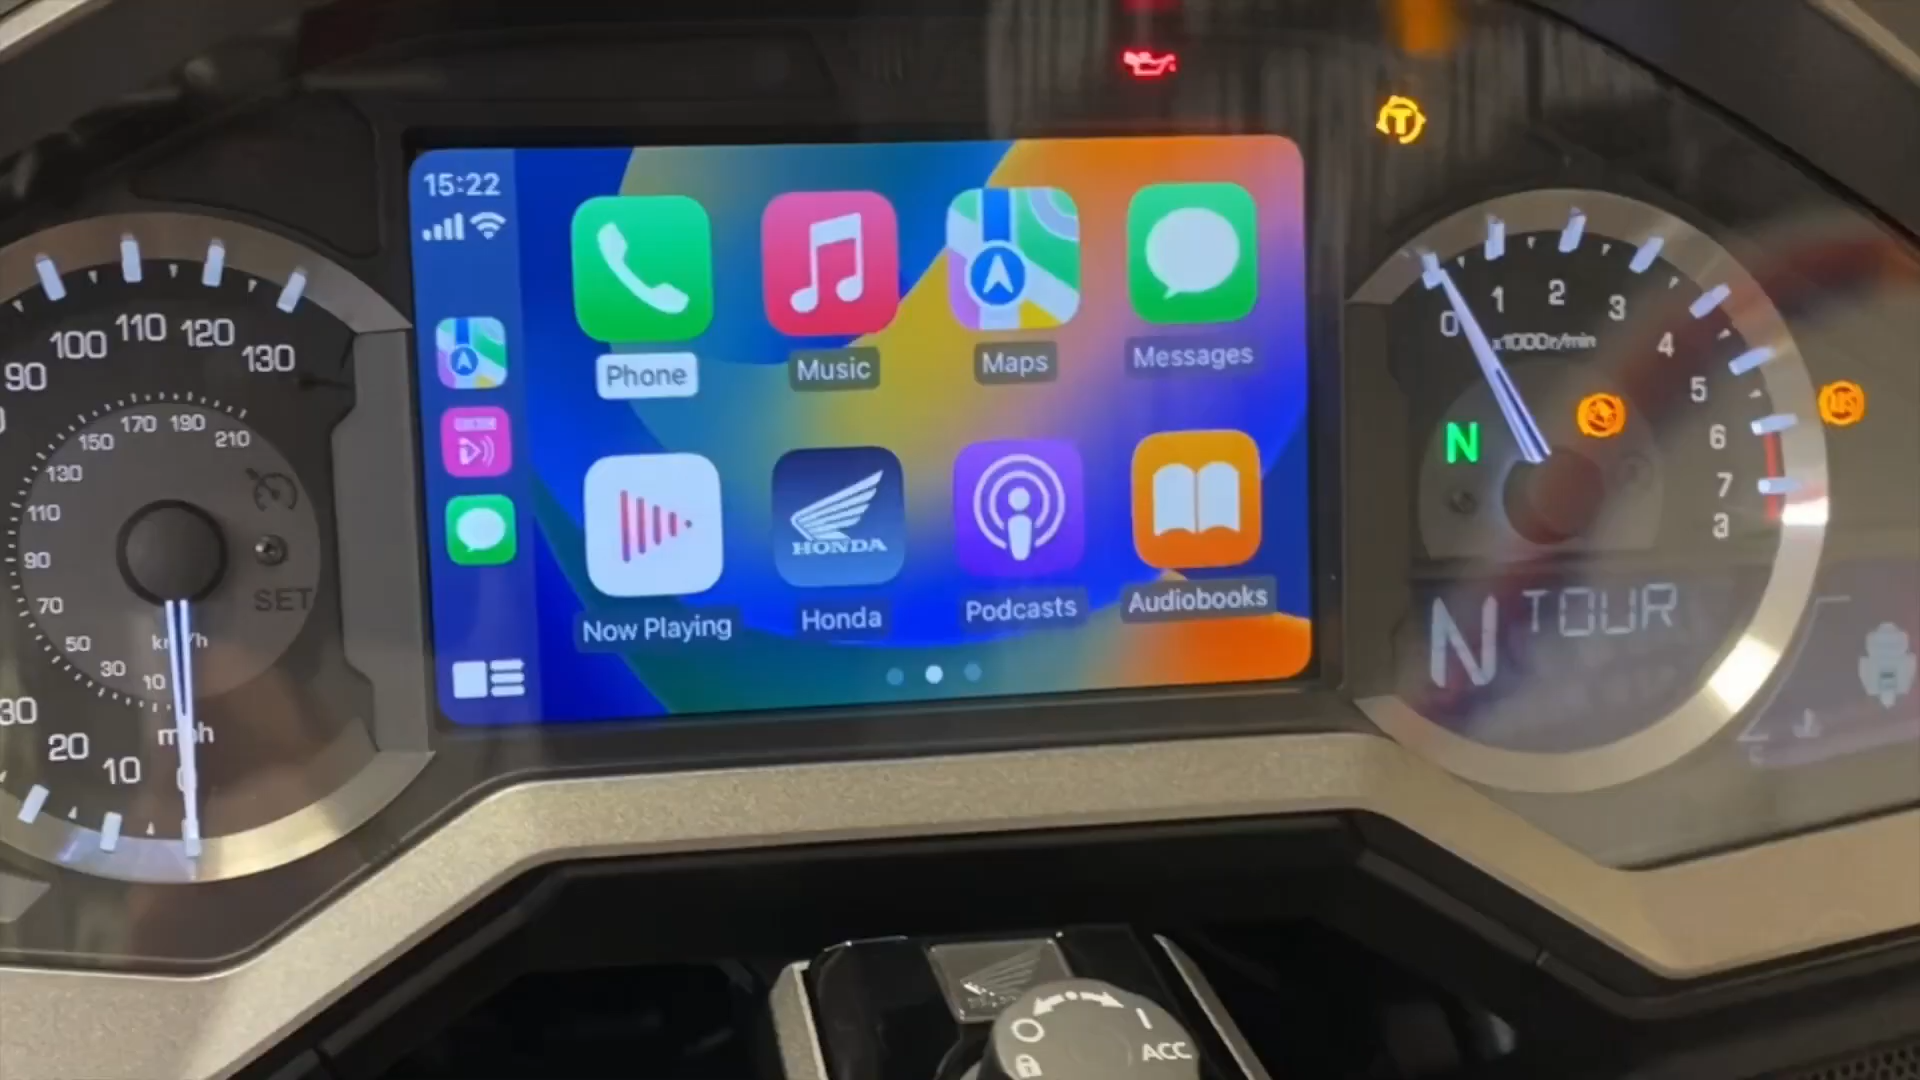 15:22
Phone
Music
Maps
Messages
HONDA
Now Playing
Honda
Podcasts
Audiobooks
90
100
110
120
130
30
20
10
0
mph
10
30
50
70
90
110
130
150
170
190
210
km/h
SET
0
1
2
3
4
5
6
7
8
x1000r/min
N
T
N
TOUR
ACC